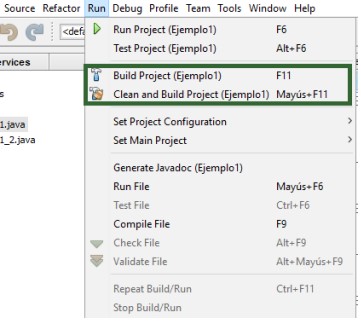 Source Refactor Run Debug Profile Team Tools Window Help
<def
ervices
s
1.java
1_2.java
Run Project (Ejemplo1) F6
Test Project (Ejemplo1) Alt+F6
Build Project (Ejemplo1) F11
Clean and Build Project (Ejemplo1) Mayús+F11
Set Project Configuration
Set Main Project
Generate Javadoc (Ejemplo1)
Run File Mayús+F6
Test File Ctrl+F6
Compile File F9
Check File Alt+F9
Validate File Alt+Mayús+F9
Repeat Build/Run Ctrl+F11
Stop Build/Run